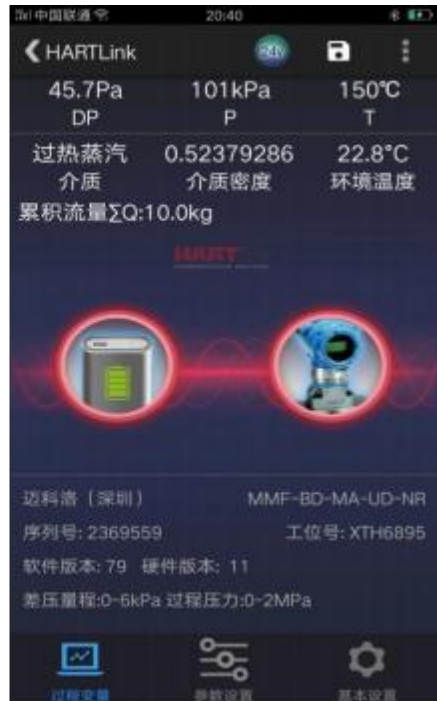 中国联通 20:40
HARTLink 24V
45.7Pa 101kPa 150℃
DP P T
过热蒸汽 0.52379286 22.8°C
介质 介质密度 环境温度
累积流量∑Q:10.0kg
HART
迈科洛（深圳） MMF-BD-MA-UD-NR
序列号: 2369559 工位号: XTH6895
软件版本: 79 硬件版本: 11
差压量程:0-6kPa 过程压力:0-2MPa
过程变量 参数设置 基本设置